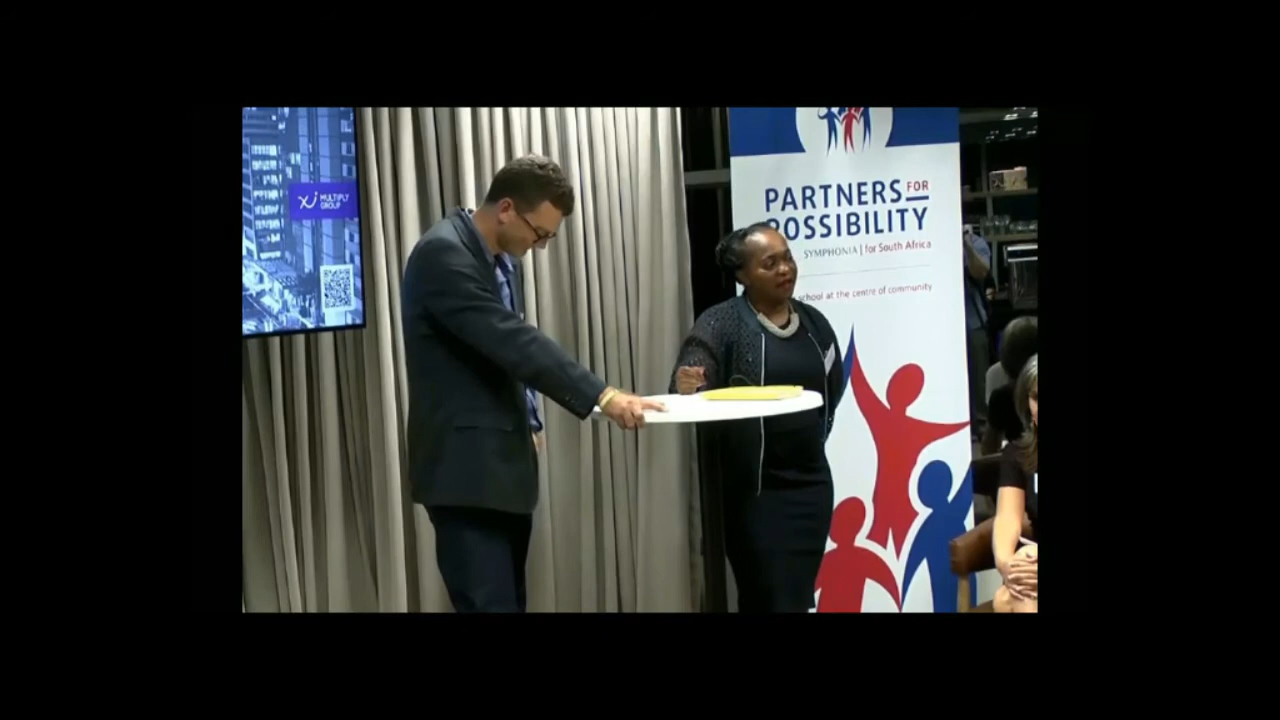 MULTIPLY
GROUP
PARTNERS FOR
POSSIBILITY
SYMPHONIA | for South Africa
school at the centre of community